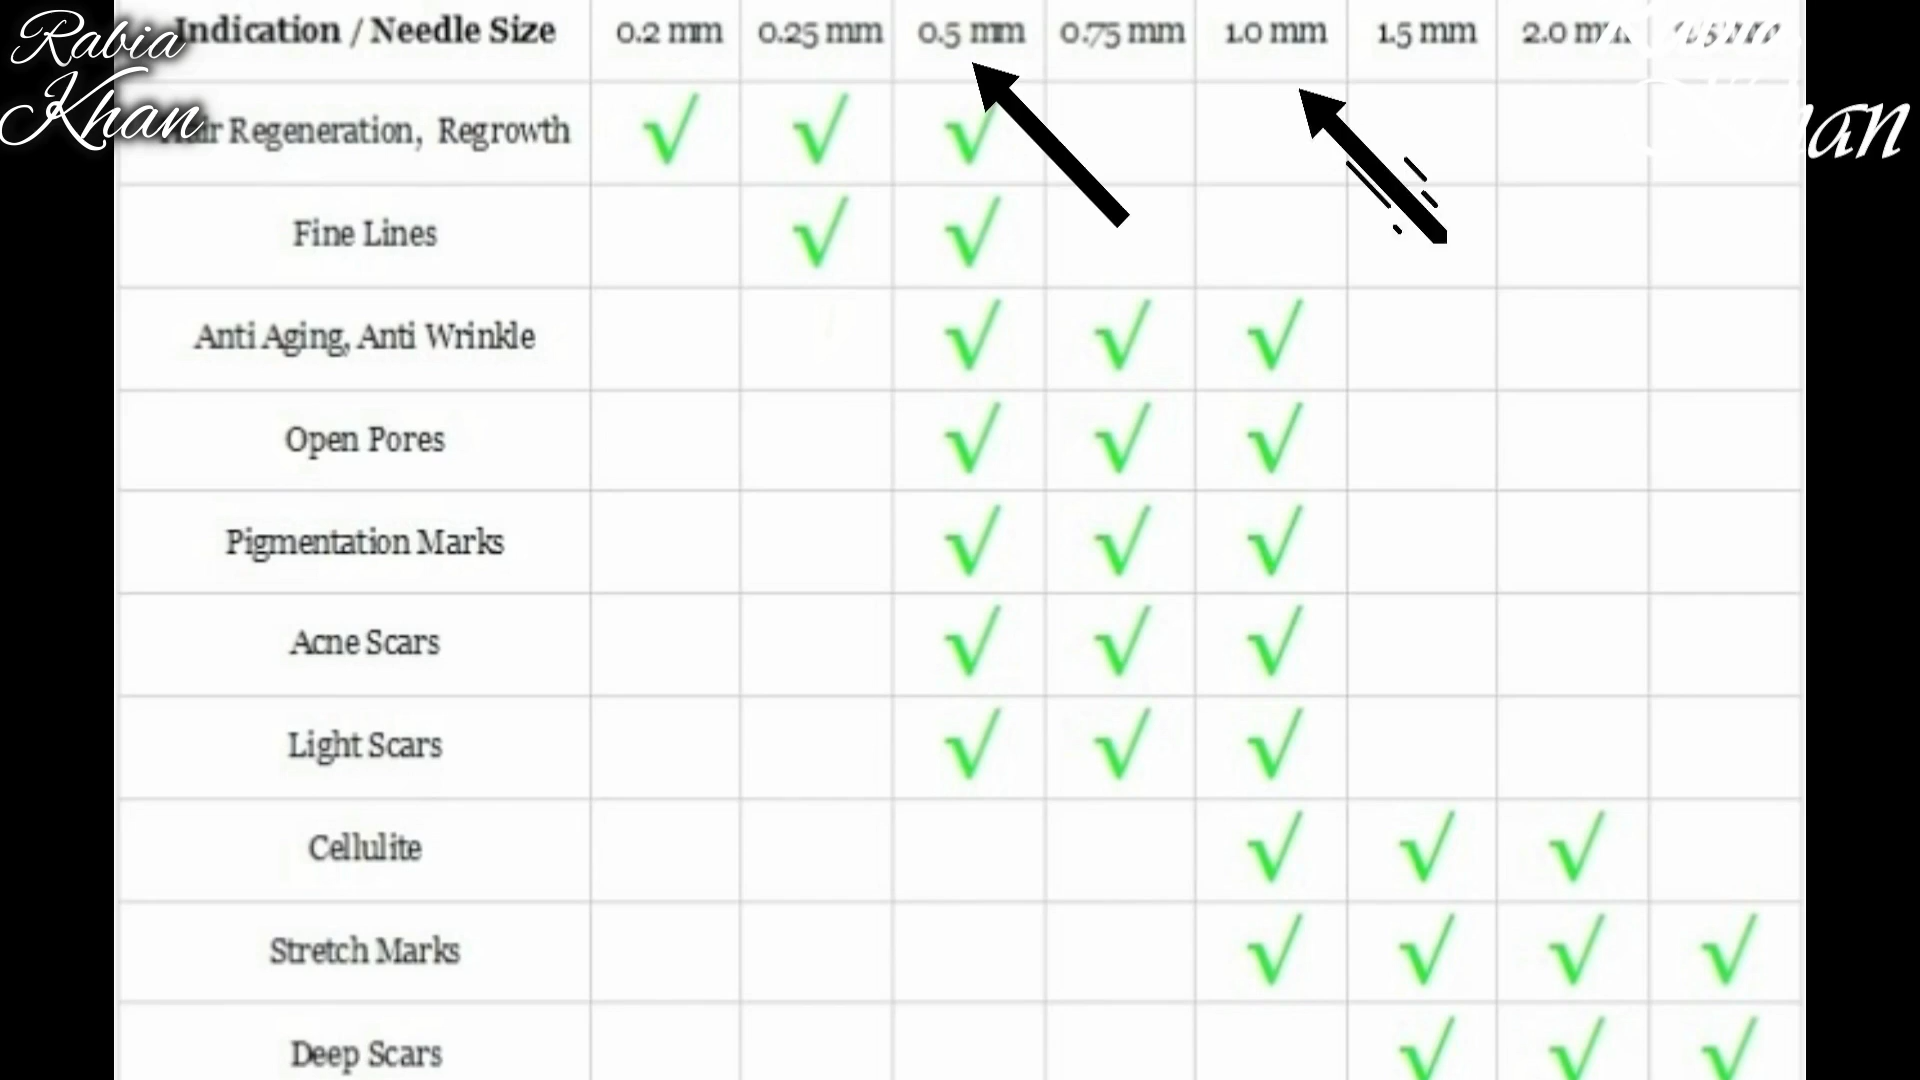 Rabia
Khan
Indication / Needle Size 0.2 mm 0.25 mm 0.5 mm 0.75 mm 1.0 mm 1.5 mm 2.0 mm
Regeneration, Regrowth √ √ √
Fine Lines √ √
Anti Aging, Anti Wrinkle √ √ √
Open Pores √ √ √
Pigmentation Marks √ √ √
Acne Scars √ √ √
Light Scars √ √ √
Cellulite √ √ √
Stretch Marks √ √ √ √
Deep Scars √ √ √